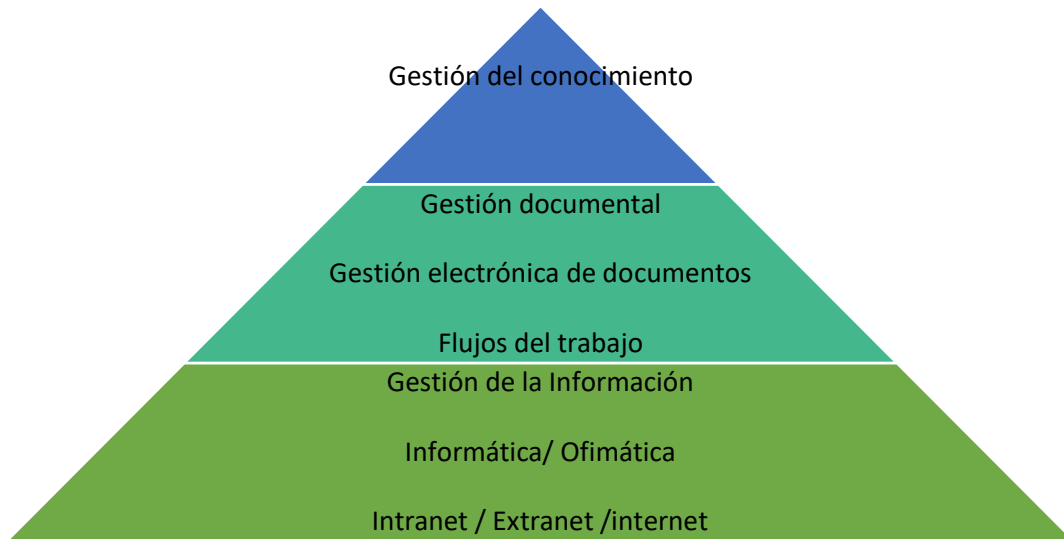 Gestión del conocimiento
Gestión documental
Gestión electrónica de documentos
Flujos del trabajo
Gestión de la Información
Informática/ Ofimática
Intranet / Extranet /internet